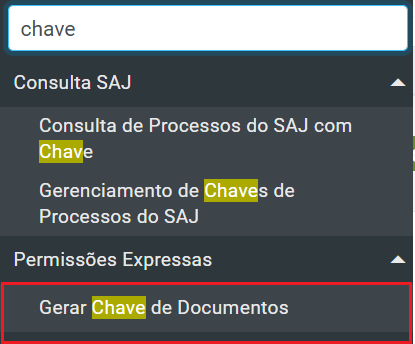 chave
Consulta SAJ
Consulta de Processos do SAJ com
Chave
Gerenciamento de Chaves de
Processos do SAJ
Permissões Expressas
Gerar Chave de Documentos